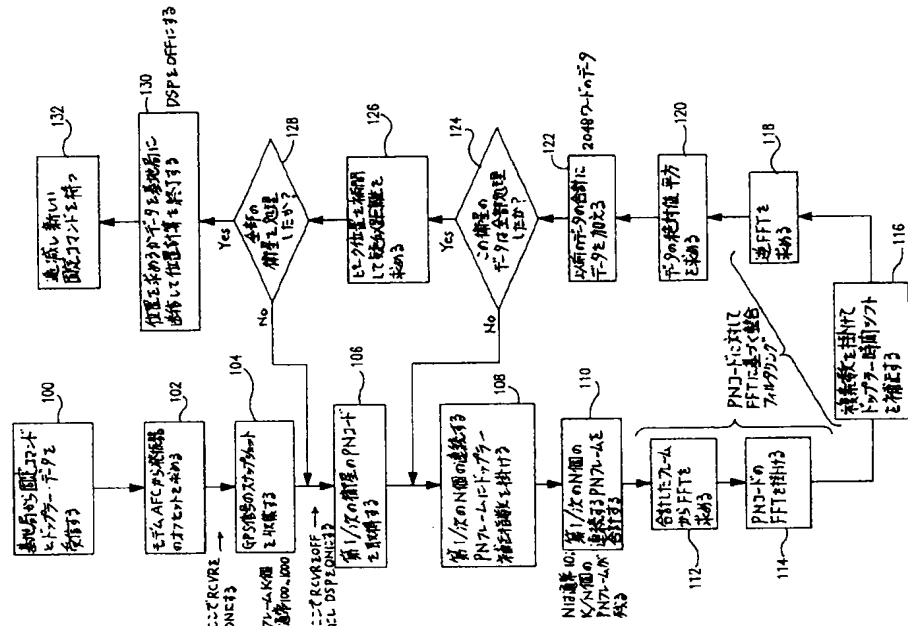 100
基地局から固定コマンド
とドップラー・データを
受信する
102
モデムAFCから発振器
のオフセットを求める
ここでRCVRを
ONにする
104
GPS信号のスナップショット
を収集する
フレームK個
通常100~1000
ここでRCVRをOFF
にし DSPをONにする
106
第1/次の衛星のPNコード
を取得する
108
第1/次のN個の連続する
PNフレームにドップラー
補正指数を掛ける
110
第1/次のN個の
連続するPNフレームを
合計する
Nは通常10;
K/N個の
PNフレームが
残る
112
合計したフレーム
からFFTを
求める
114
PNコードの
FFTを掛ける
PNコードに対して
FFTに基づく整合
フィルタリング
116
複素指数を掛けて
ドップラー時間シフト
を補正する
118
逆FFTを
求める
120
データの絶対値 平方
を求める
122
以前のデータの合計に
データを加える
2048ワードのデータ
124
この衛星の
データは全部処理
したか?
No
Yes
126
ピーク位置を補間
して疑似距離を
求める
128
全部の
衛星を処理
したか?
No
Yes
130
位置を求めるかデータを基地局に
送信して位置計算を終了する
DSPをOFFにする
132
新しい
固定コマンドを待つ